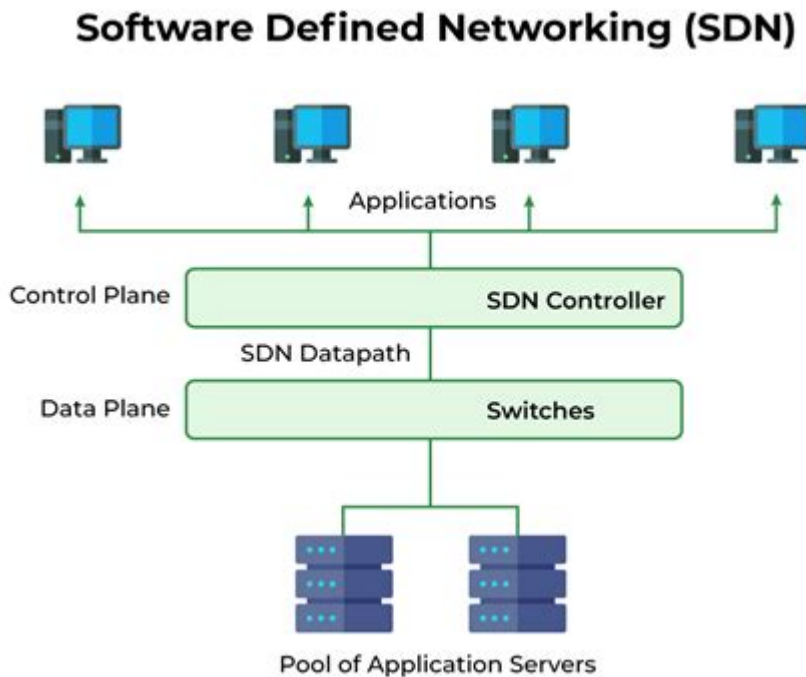 Software Defined Networking (SDN)
Applications
Control Plane
SDN Controller
SDN Datapath
Data Plane
Switches
Pool of Application Servers